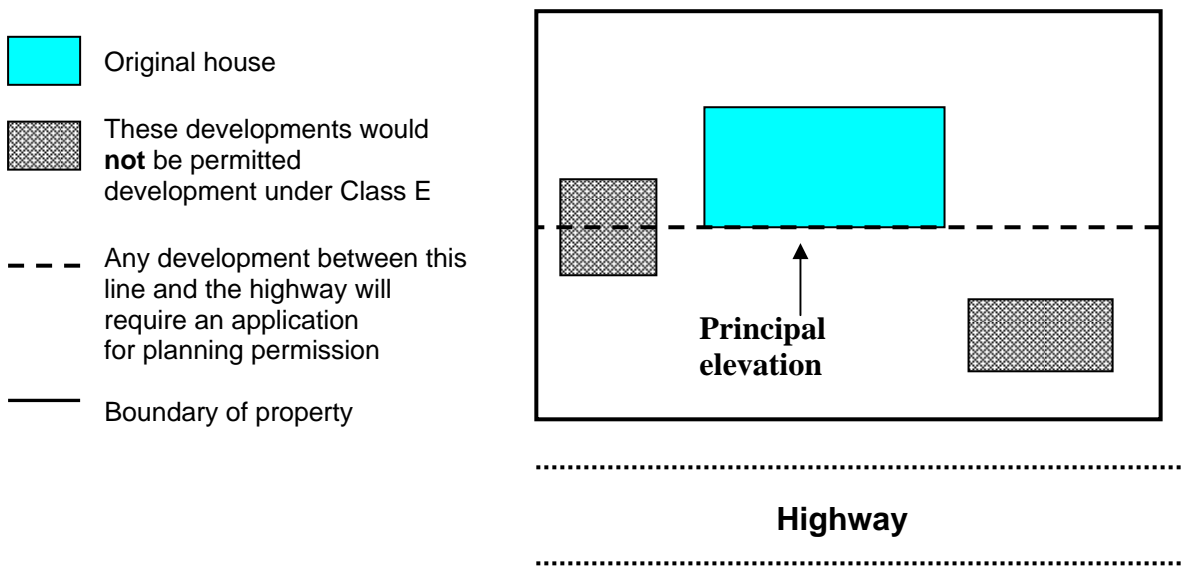 Original house
These developments would
not be permitted
development under Class E
Any development between this
line and the highway will
require an application
for planning permission
Boundary of property
Principal
elevation
Highway